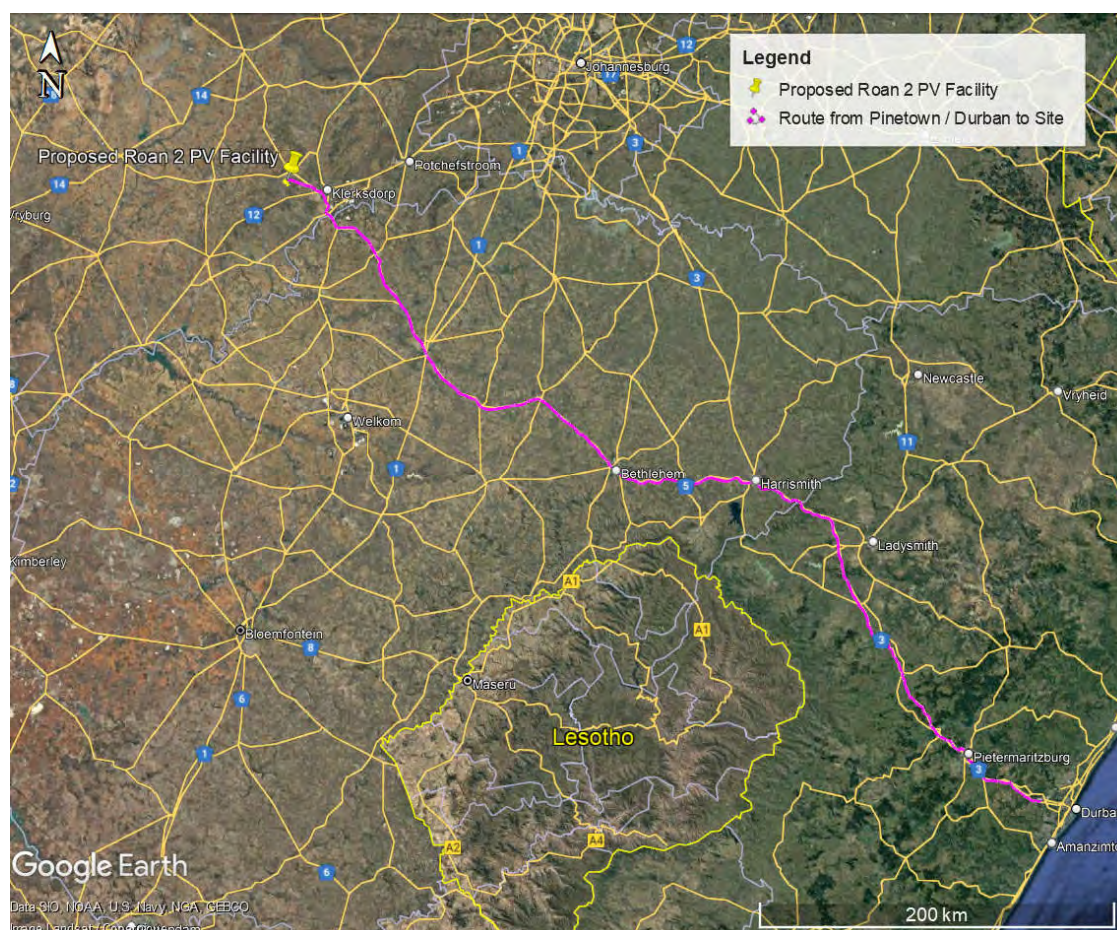 N
Johannesburg
12
17
Legend
Proposed Roan 2 PV Facility
Route from Pinetown / Durban to Site
14
3
1
Proposed Roan 2 PV Facility
Potchefstroom
14
Klerksdorp
12
Vryburg
1
3
Newcastle
Vryheid
Welkom
11
1
Bethlehem
5
Harrismith
Ladysmith
Kimberley
A1
A1
Bloemfontein
8
3
6
Maseru
Lesotho
1
Pietermaritzburg
3
Durba
A2
A4
Amanzimto
Google Earth
6
Data SIO, NOAA, U.S. Navy, NGA, GEBCO
200 km